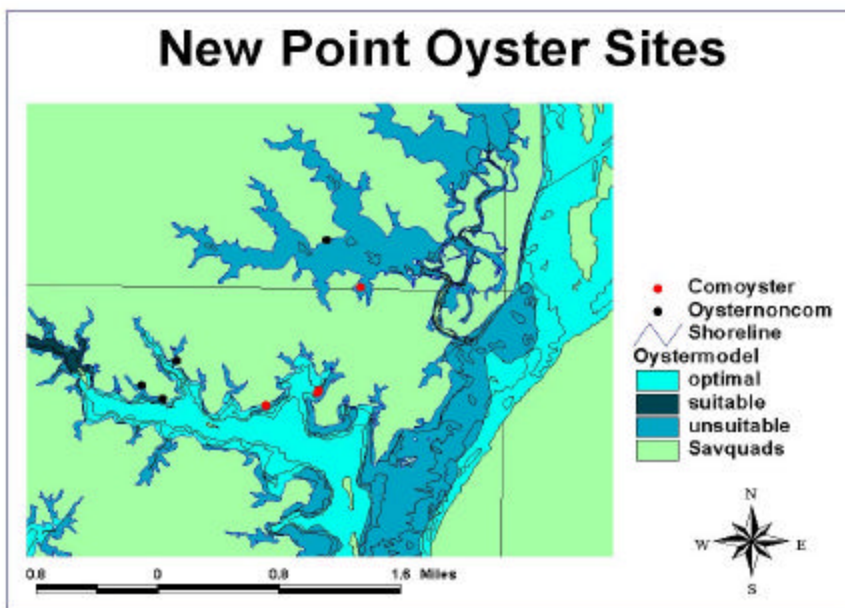 New Point Oyster Sites
Comoyster
Oysternoncom
Shoreline
Oystermodel
optimal
suitable
unsuitable
Savquads
N
W E
S
0.8 0 0.8 1.6 Miles